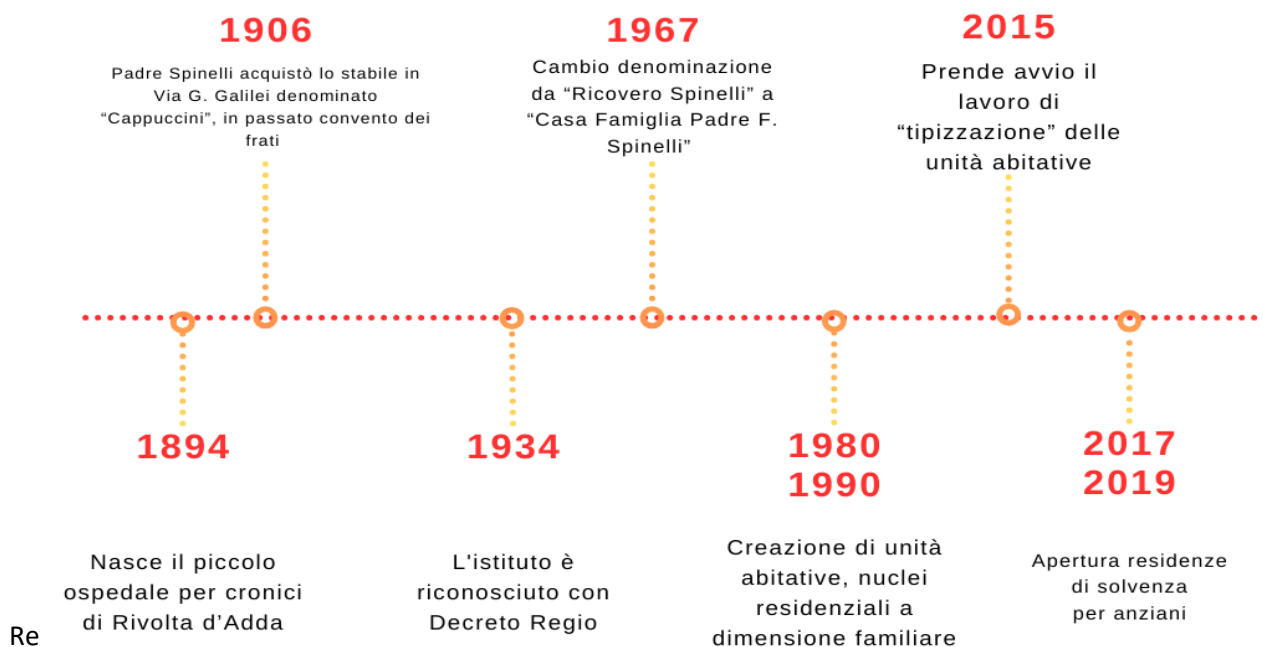 1906
Padre Spinelli acquistò lo stabile in
Via G. Galilei denominato
“Cappuccini”, in passato convento dei
frati
1967
Cambio denominazione
da “Ricovero Spinelli” a
“Casa Famiglia Padre F.
Spinelli”
2015
Prende avvio il
lavoro di
“tipizzazione” delle
unità abitative
1894
Nasce il piccolo
ospedale per cronici
di Rivolta d’Adda
1934
L'istituto è
riconosciuto con
Decreto Regio
1980
1990
Creazione di unità
abitative, nuclei
residenziali a
dimensione familiare
2017
2019
Apertura residenze
di solvenza
per anziani
Re